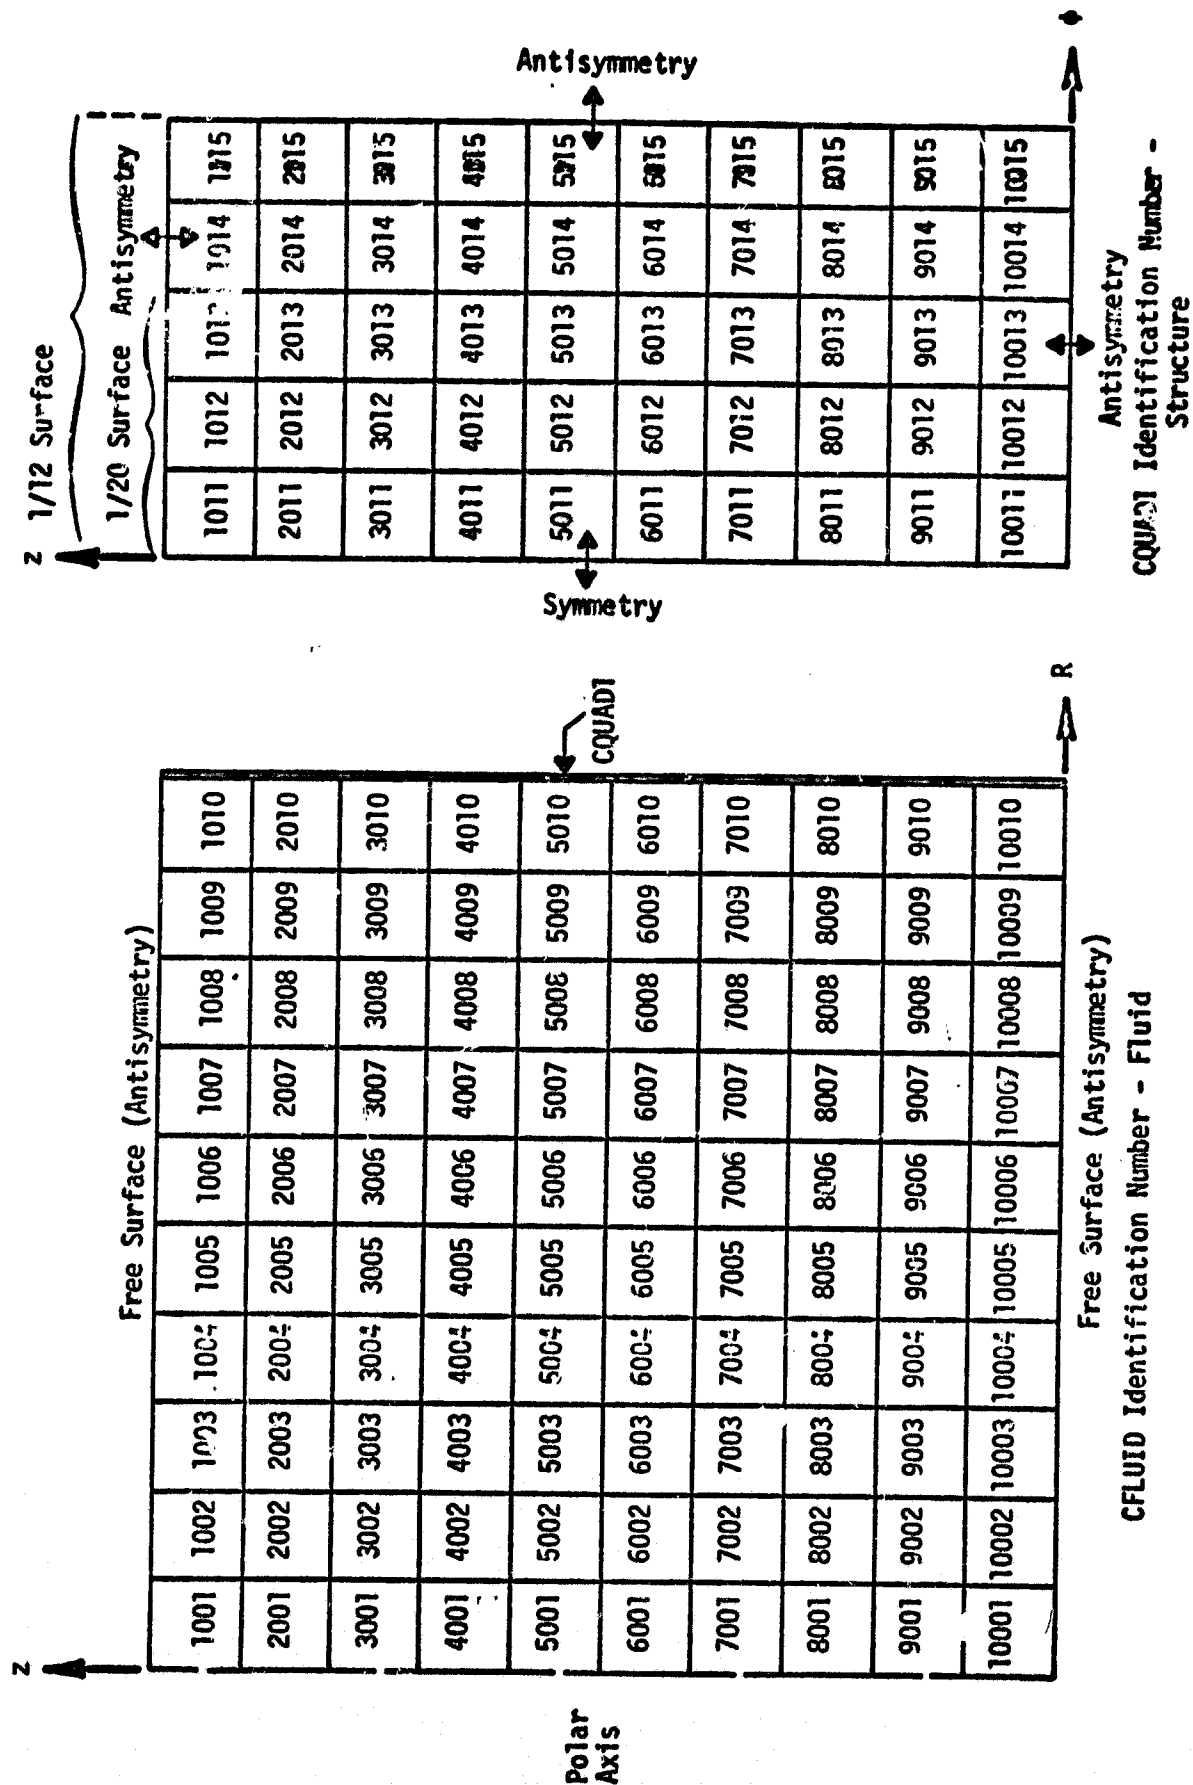 Z
Free Surface (Antisymmetry)
1001 1002 1003 1004 1005 1006 1007 1008 1009 1010
2001 2002 2003 2004 2005 2006 2007 2008 2009 2010
3001 3002 3003 3004 3005 3006 3007 3008 3009 3010
4001 4002 4003 4004 4005 4006 4007 4008 4009 4010
5001 5002 5003 5004 5005 5006 5007 5008 5009 5010
6001 6002 6003 6004 6005 6006 6007 6008 6009 6010
7001 7002 7003 7004 7005 7006 7007 7008 7009 7010
8001 8002 8003 8004 8005 8006 8007 8008 8009 8010
9001 9002 9003 9004 9005 9006 9007 9008 9009 9010
10001 10002 10003 10004 10005 10006 10007 10008 10009 10010
Polar
Axis
CQUAD1
R
Free Surface (Antisymmetry)
CFLUID Identification Number - Fluid
Z
1/12 Surface
1/20 Surface Antisymmetry
1011 1012 1013 1014 1015
2011 2012 2013 2014 2015
3011 3012 3013 3014 3015
4011 4012 4013 4014 4015
5011 5012 5013 5014 5015
6011 6012 6013 6014 6015
7011 7012 7013 7014 7015
8011 8012 8013 8014 8015
9011 9012 9013 9014 9015
10011 10012 10013 10014 10015
Symmetry
Antisymmetry
ϕ
Antisymmetry
CQUAD1 Identification Number -
Structure